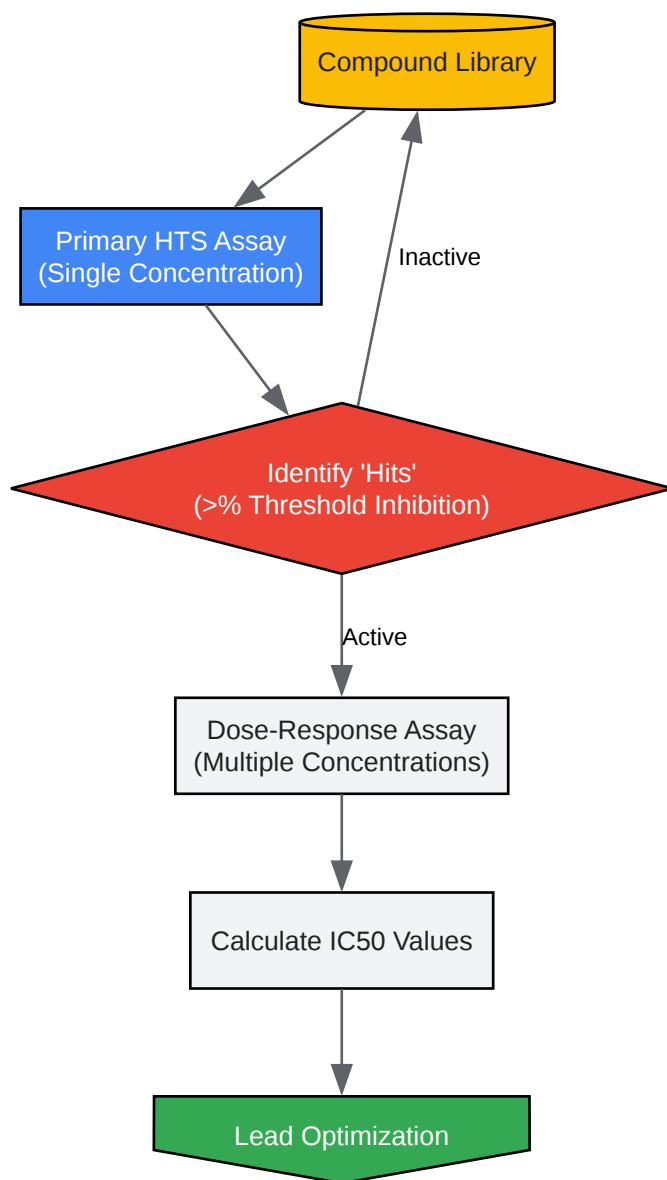 Compound Library
Primary HTS Assay
(Single Concentration)
Inactive
Identify 'Hits'
(>% Threshold Inhibition)
Active
Dose-Response Assay
(Multiple Concentrations)
Calculate IC50 Values
Lead Optimization